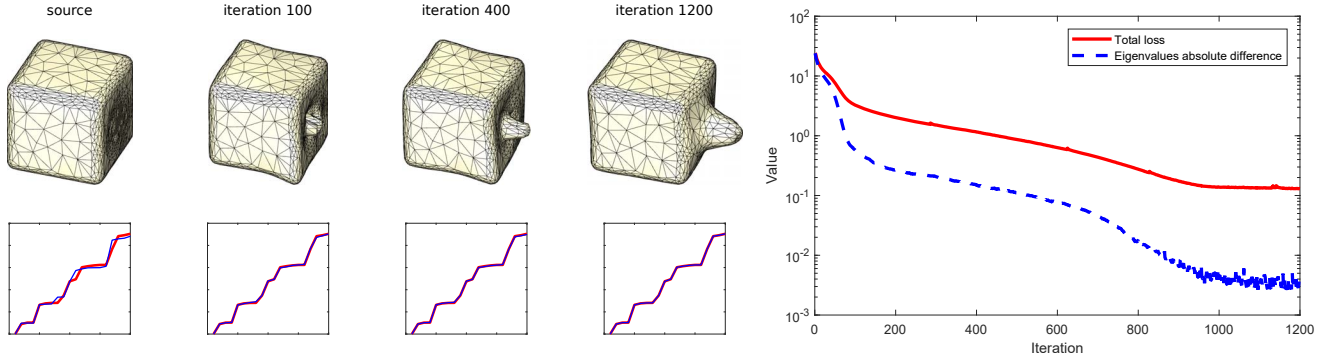 source
iteration 100
iteration 400
iteration 1200
10^2
10^1
10^0
10^-1
10^-2
10^-3
Value
Total loss
Eigenvalues absolute difference
0
200
400
600
800
1000
1200
Iteration